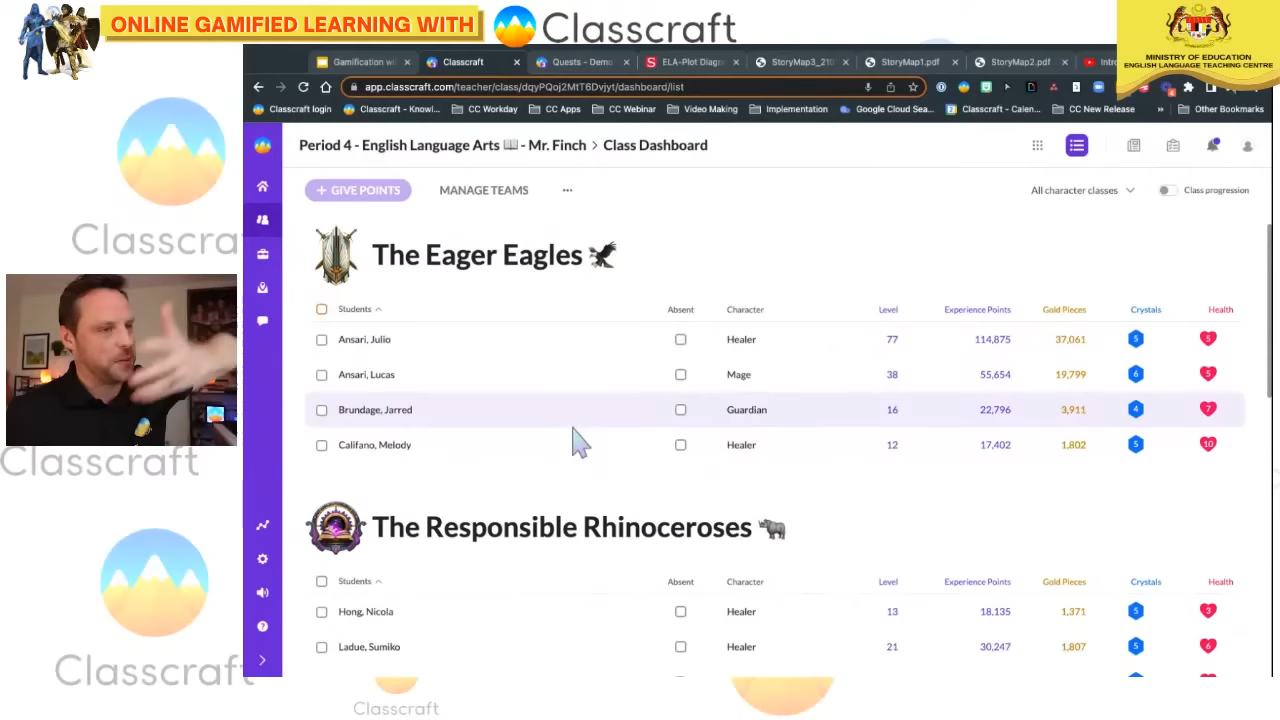 ONLINE GAMIFIED LEARNING WITH
Classcraft
MINISTRY OF EDUCATION
ENGLISH LANGUAGE TEACHING CENTRE
Gamification wi
Classcraft
Quests - Demo
ELA-Plot Diagr
StoryMap3_210
StoryMap1.pdf
StoryMap2.pdf
Intro
app.classcraft.com/teacher/class/dqyPQoj2MtT6Dvjyt/dashboard/list
Classcraft login
Classcraft - Knowl...
CC Workday
CC Apps
CC Webinar
Video Making
Implementation
Google Cloud Sea...
Classcraft - Calen...
CC New Release
»
Other Bookmarks
Period 4 - English Language Arts 📖 - Mr. Finch > Class Dashboard
+ GIVE POINTS
MANAGE TEAMS
...
All character classes
Class progression
The Eager Eagles
Students Absent Character Level Experience Points Gold Pieces Crystals Health
Ansari, Julio Healer 77 114,875 37,061 5 5
Ansari, Lucas Mage 38 55,654 19,799 6 5
Brundage, Jarred Guardian 16 22,796 3,911 4 7
Califano, Melody Healer 12 17,402 1,802 5 10
The Responsible Rhinoceroses
Students Absent Character Level Experience Points Gold Pieces Crystals Health
Hong, Nicola Healer 13 18,135 1,371 5 3
Ladue, Sumiko Healer 21 30,247 1,807 5 6
Classcra
Classcraft
Classcraft
Classcraft